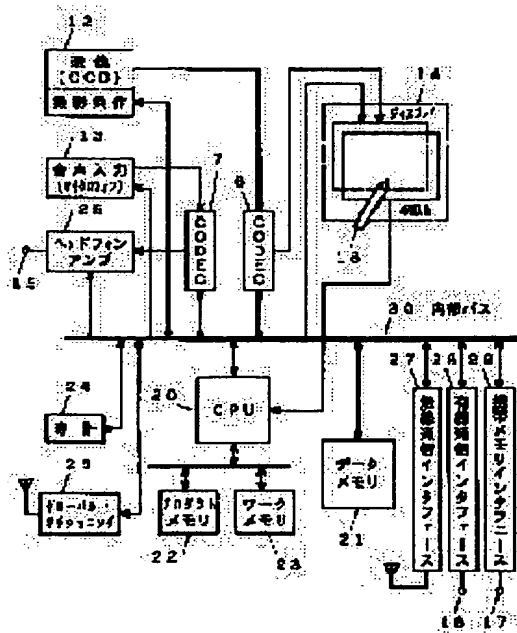 12
撮像
(CCD)
撮影条件
13
音声入力
26
ヘッドフォン
アンプ
15
7
CODEC
8
CODEC
14
ディスプレイ
18
30 内部バス
24
時計
25
グローバル・
ポジショニング
20
CPU
22
プロダクト
メモリ
23
ワーク
メモリ
21
データ
メモリ
27
無線通信インタフェース
28
有線通信インタフェース
16
29
携帯メモリインタフェース
17